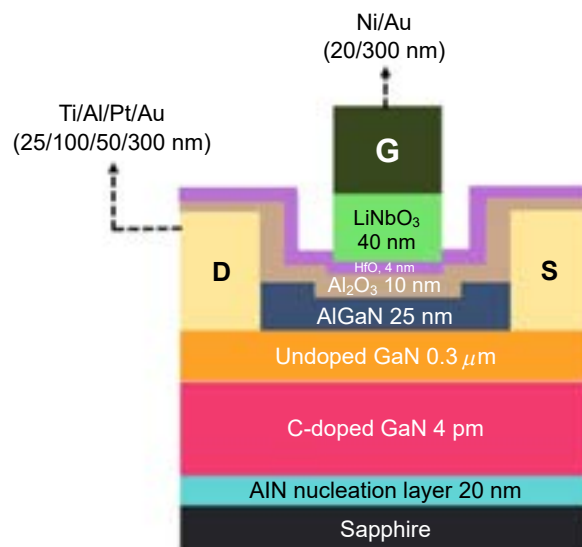 Ni/Au
(20/300 nm)
Ti/Al/Pt/Au
(25/100/50/300 nm)
G
LiNbO₃
40 nm
D
HfO, 4 nm
S
Al₂O₃ 10 nm
AlGaN 25 nm
Undoped GaN 0.3 μm
C-doped GaN 4 pm
AIN nucleation layer 20 nm
Sapphire